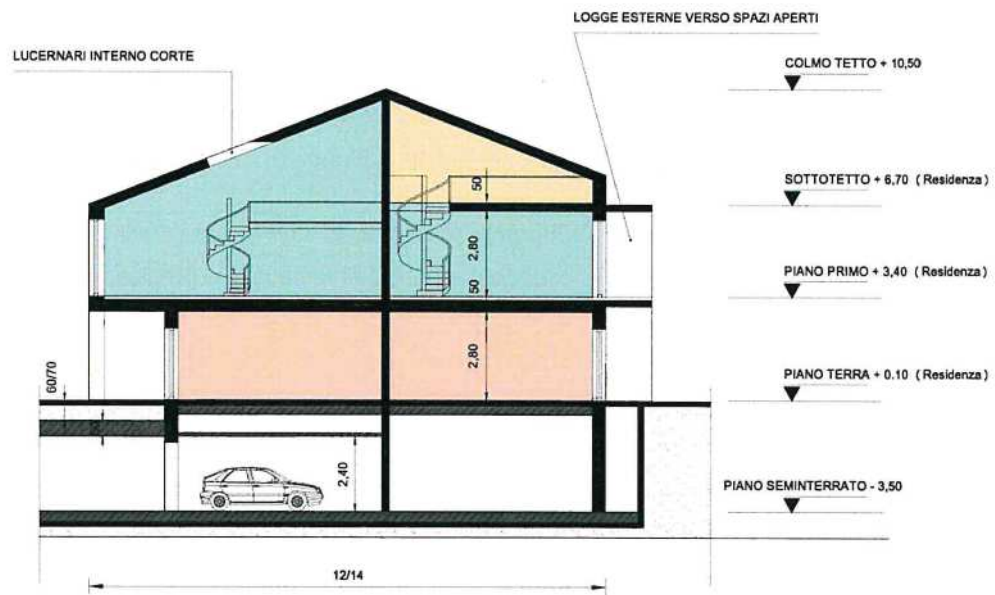 LOGGE ESTERNE VERSO SPAZI APERTI
LUCERNARI INTERNO CORTE
COLMO TETTO + 10,50
50
SOTTOTETTO + 6,70 ( Residenza )
2,80
PIANO PRIMO + 3,40 ( Residenza )
50
2,80
60/70
PIANO TERRA + 0.10 ( Residenza )
2,40
PIANO SEMINTERRATO - 3,50
12/14